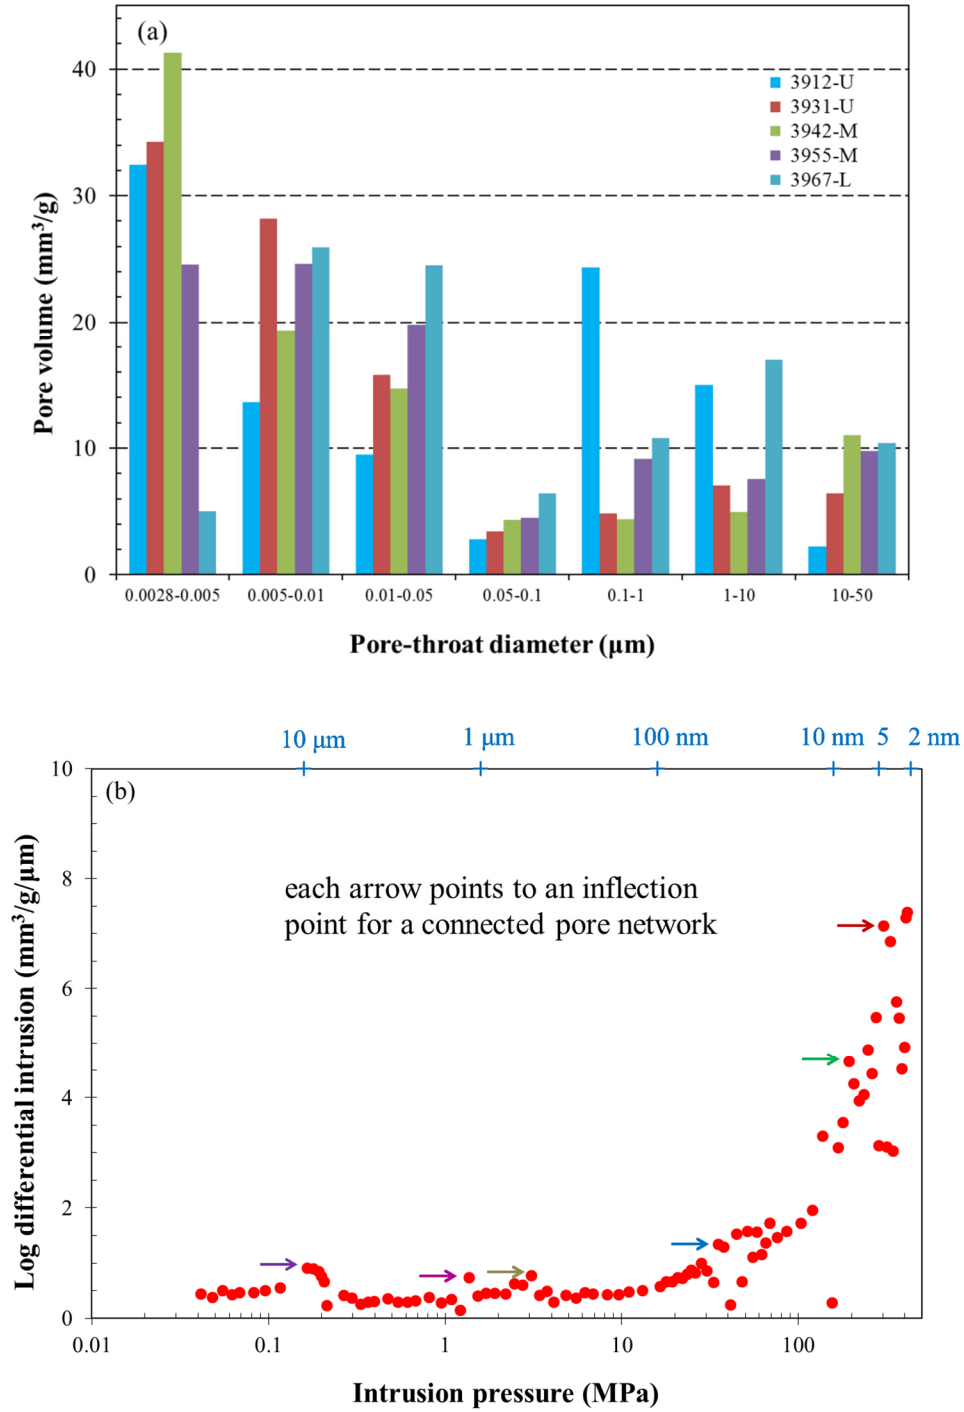 (a)
40
30
20
10
0
Pore volume (mm³/g)
3912-U
3931-U
3942-M
3955-M
3967-L
0.0028-0.005 0.005-0.01 0.01-0.05 0.05-0.1 0.1-1 1-10 10-50
Pore-throat diameter (µm)
10 µm 1 µm 100 nm 10 nm 5 2 nm
(b)
10
8
6
4
2
0
Log differential intrusion (mm³/g/µm)
each arrow points to an inflection
point for a connected pore network
0.01 0.1 1 10 100
Intrusion pressure (MPa)